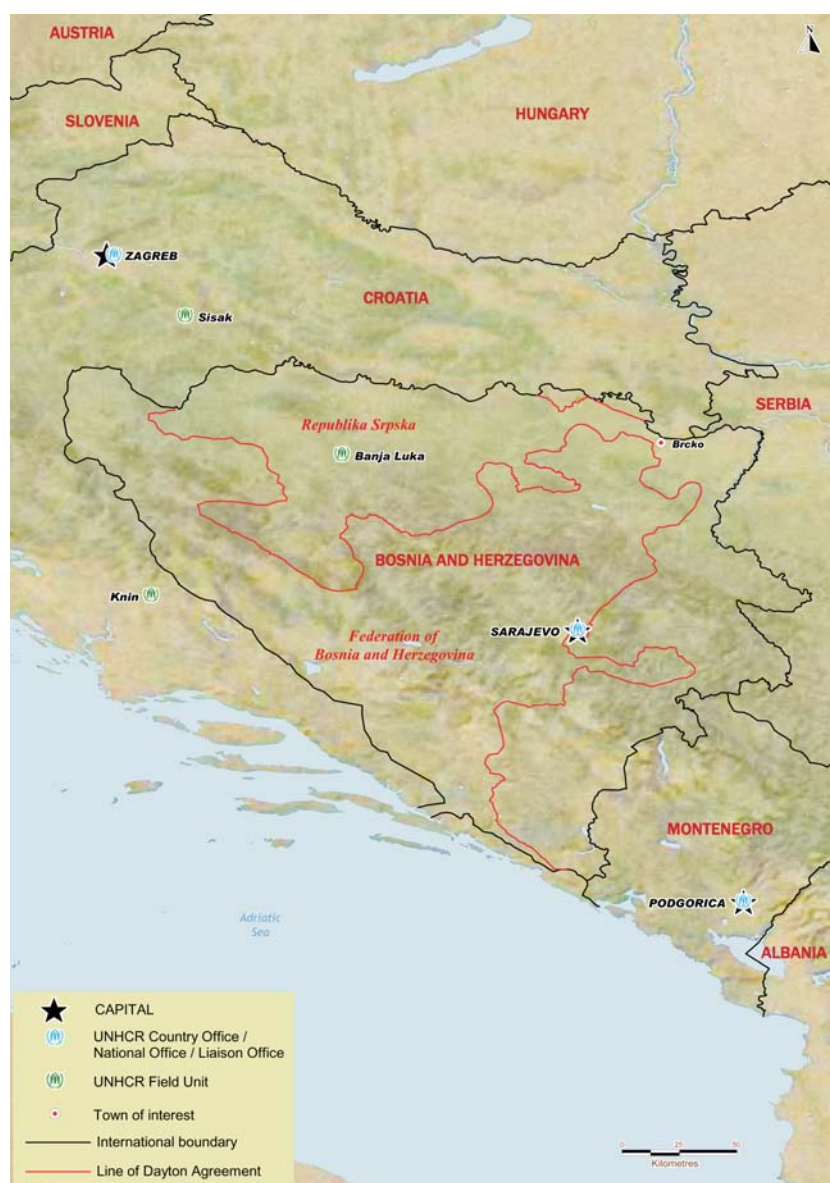 AUSTRIA
SLOVENIA
HUNGARY
ZAGREB
CROATIA
Sisak
SERBIA
Republika Srpska
Brcko
Banja Luka
BOSNIA AND HERZEGOVINA
Knin
SARAJEVO
Federation of
Bosnia and Herzegovina
MONTENEGRO
PODGORICA
Adriatic
Sea
ALBANIA
CAPITAL
UNHCR Country Office /
National Office / Liaison Office
UNHCR Field Unit
Town of interest
International boundary
Line of Dayton Agreement
0 25 50
Kilometres